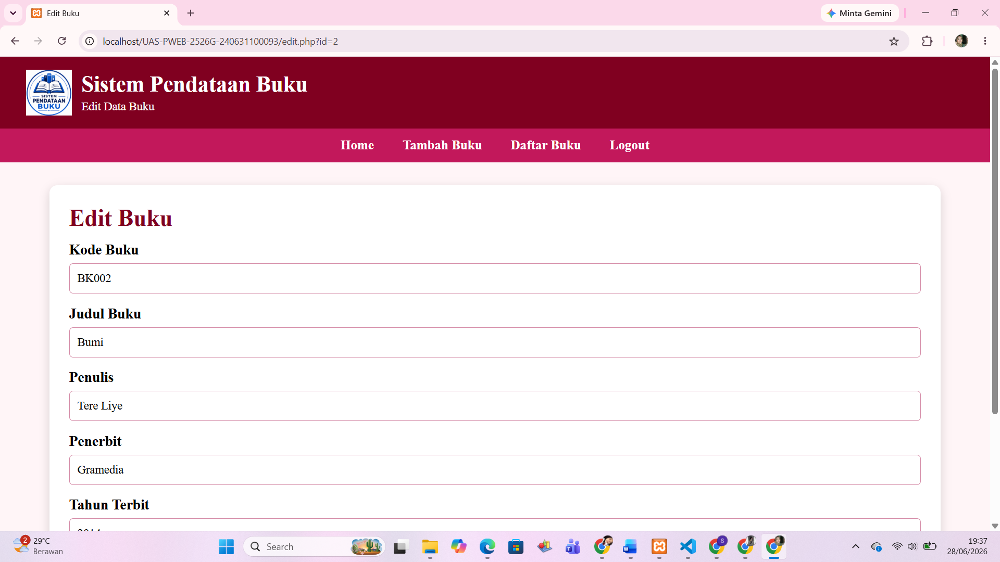 Edit Buku
Minta Gemini
localhost/UAS-PWEB-2526G-240631100093/edit.php?id=2
SISTEM
PENDATAAN
BUKU
Sistem Pendataan Buku
Edit Data Buku
Home
Tambah Buku
Daftar Buku
Logout
Edit Buku
Kode Buku
BK002
Judul Buku
Bumi
Penulis
Tere Liye
Penerbit
Gramedia
Tahun Terbit
2014
2
29°C
Berawan
Search
S
19:37
28/06/2026